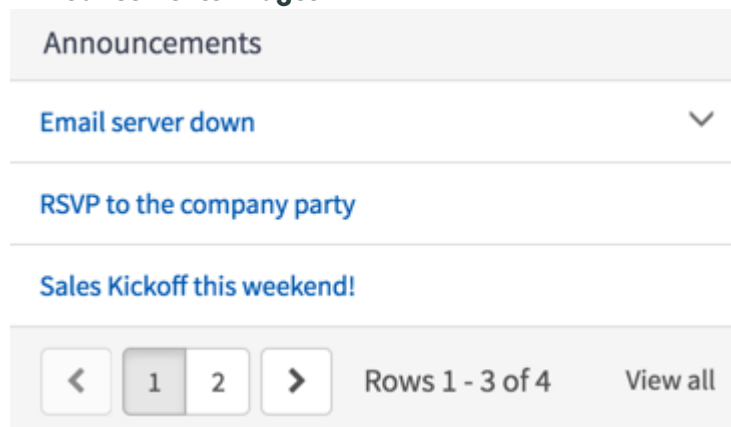 Announcements
Email server down
RSVP to the company party
Sales Kickoff this weekend!
1 2 Rows 1 - 3 of 4 View all